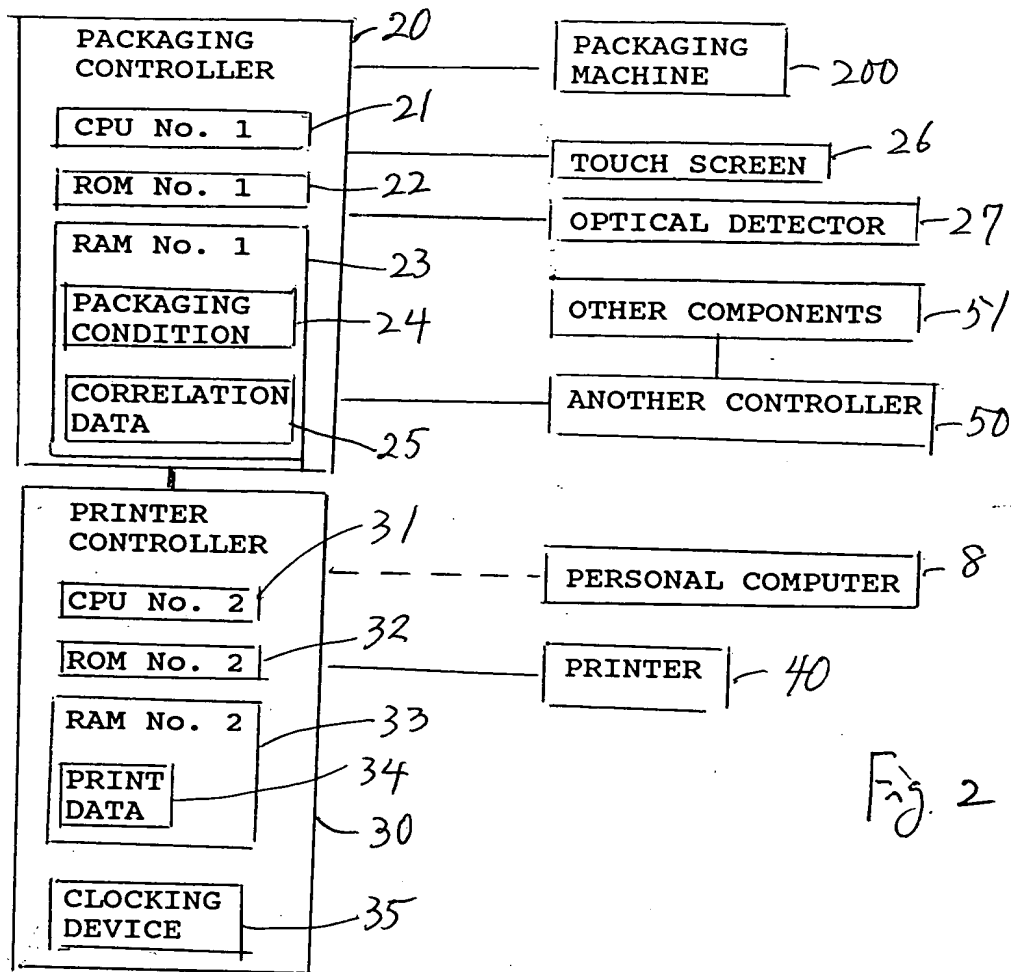 PACKAGING
CONTROLLER
20
CPU No. 1
21
ROM No. 1
22
RAM No. 1
23
PACKAGING
CONDITION
24
CORRELATION
DATA
25
PACKAGING
MACHINE
200
TOUCH SCREEN
26
OPTICAL DETECTOR
27
OTHER COMPONENTS
51
ANOTHER CONTROLLER
50
PRINTER
CONTROLLER
31
CPU No. 2
ROM No. 2
32
RAM No. 2
33
PRINT
DATA
34
30
CLOCKING
DEVICE
35
PERSONAL COMPUTER
8
PRINTER
40
Fig. 2